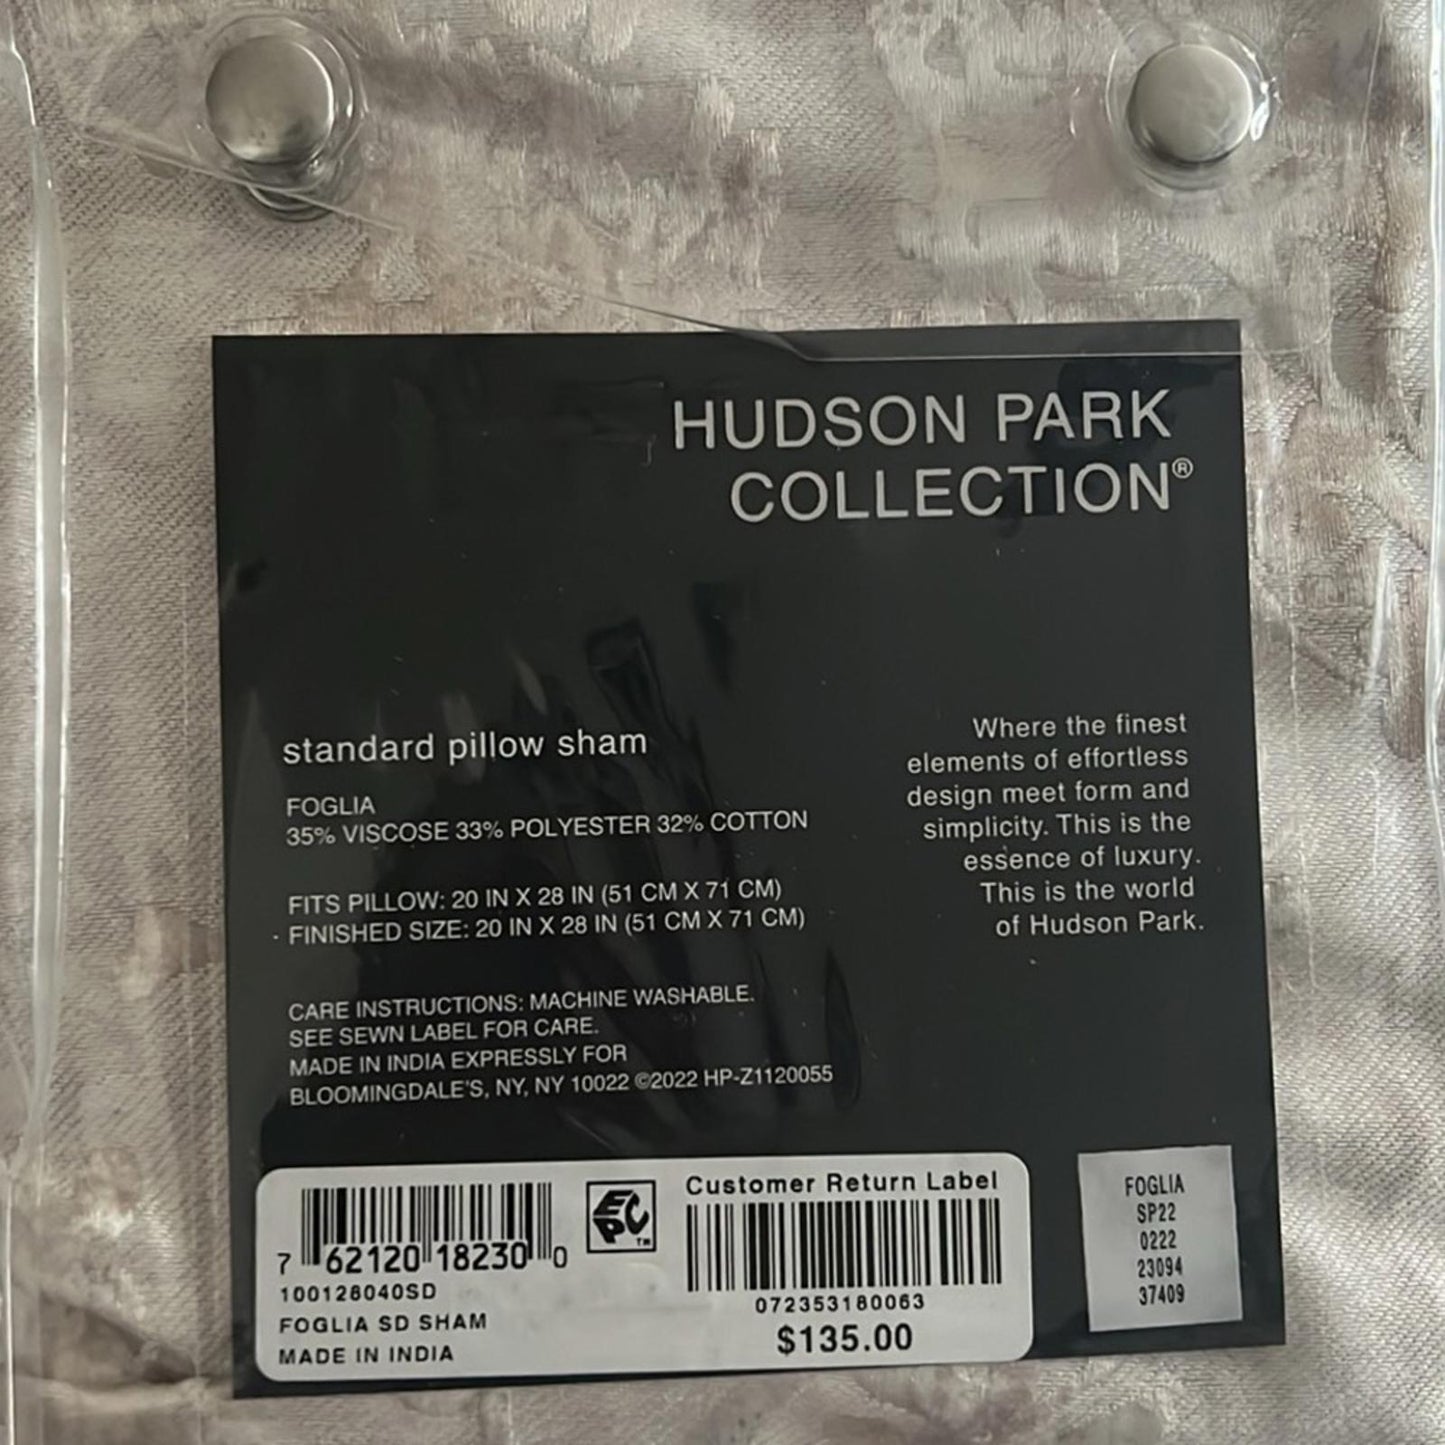 HUDSON PARK
COLLECTION®
standard pillow sham
FOGLIA
35% VISCOSE 33% POLYESTER 32% COTTON
FITS PILLOW: 20 IN X 28 IN (51 CM X 71 CM)
FINISHED SIZE: 20 IN X 28 IN (51 CM X 71 CM)
CARE INSTRUCTIONS: MACHINE WASHABLE.
SEE SEWN LABEL FOR CARE.
MADE IN INDIA EXPRESSLY FOR
BLOOMINGDALE'S, NY, NY 10022 ©2022 HP-Z1120055
Where the finest
elements of effortless
design meet form and
simplicity. This is the
essence of luxury.
This is the world
of Hudson Park.
7 62120 18230 0
100128040SD
FOGLIA SD SHAM
MADE IN INDIA
EPC™
Customer Return Label
072353180063
$135.00
FOGLIA
SP22
0222
23094
37409